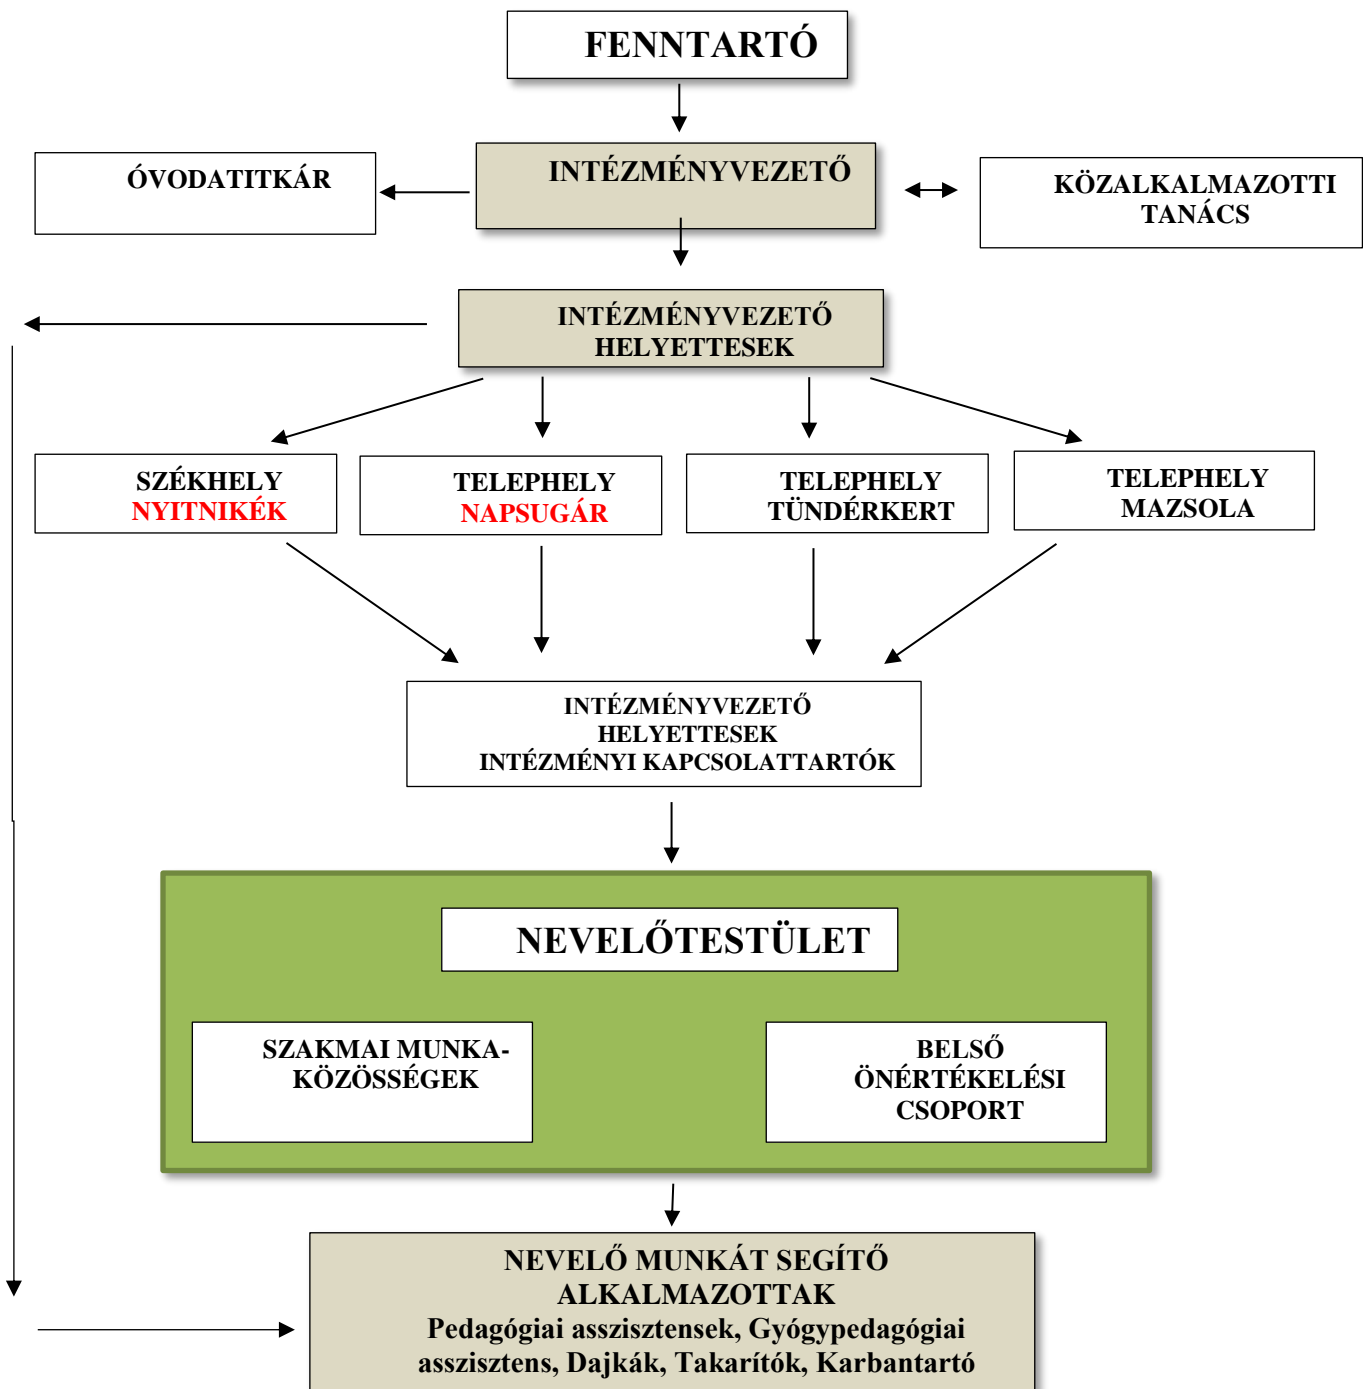 FENNTARTÓ
ÓVODATITKÁR
INTÉZMÉNYVEZETŐ
KÖZALKALMAZOTTI
TANÁCS
INTÉZMÉNYVEZETŐ
HELYETTESEK
SZÉKHELY
NYITNIKÉK
TELEPHELY
NAPSUGÁR
TELEPHELY
TÜNDÉRKERT
TELEPHELY
MAZSOLA
INTÉZMÉNYVEZETŐ
HELYETTESEK
INTÉZMÉNYI KAPCSOLATTARTÓK
NEVELŐTESTÜLET
SZAKMAI MUNKA-
KÖZÖSSÉGEK
BELSŐ
ÖNÉRTÉKELÉSI
CSOPORT
NEVELŐ MUNKÁT SEGÍTŐ
ALKALMAZOTTAK
Pedagógiai asszisztensek, Gyógypedagógiai
asszisztens, Dajkák, Takarítók, Karbantartó